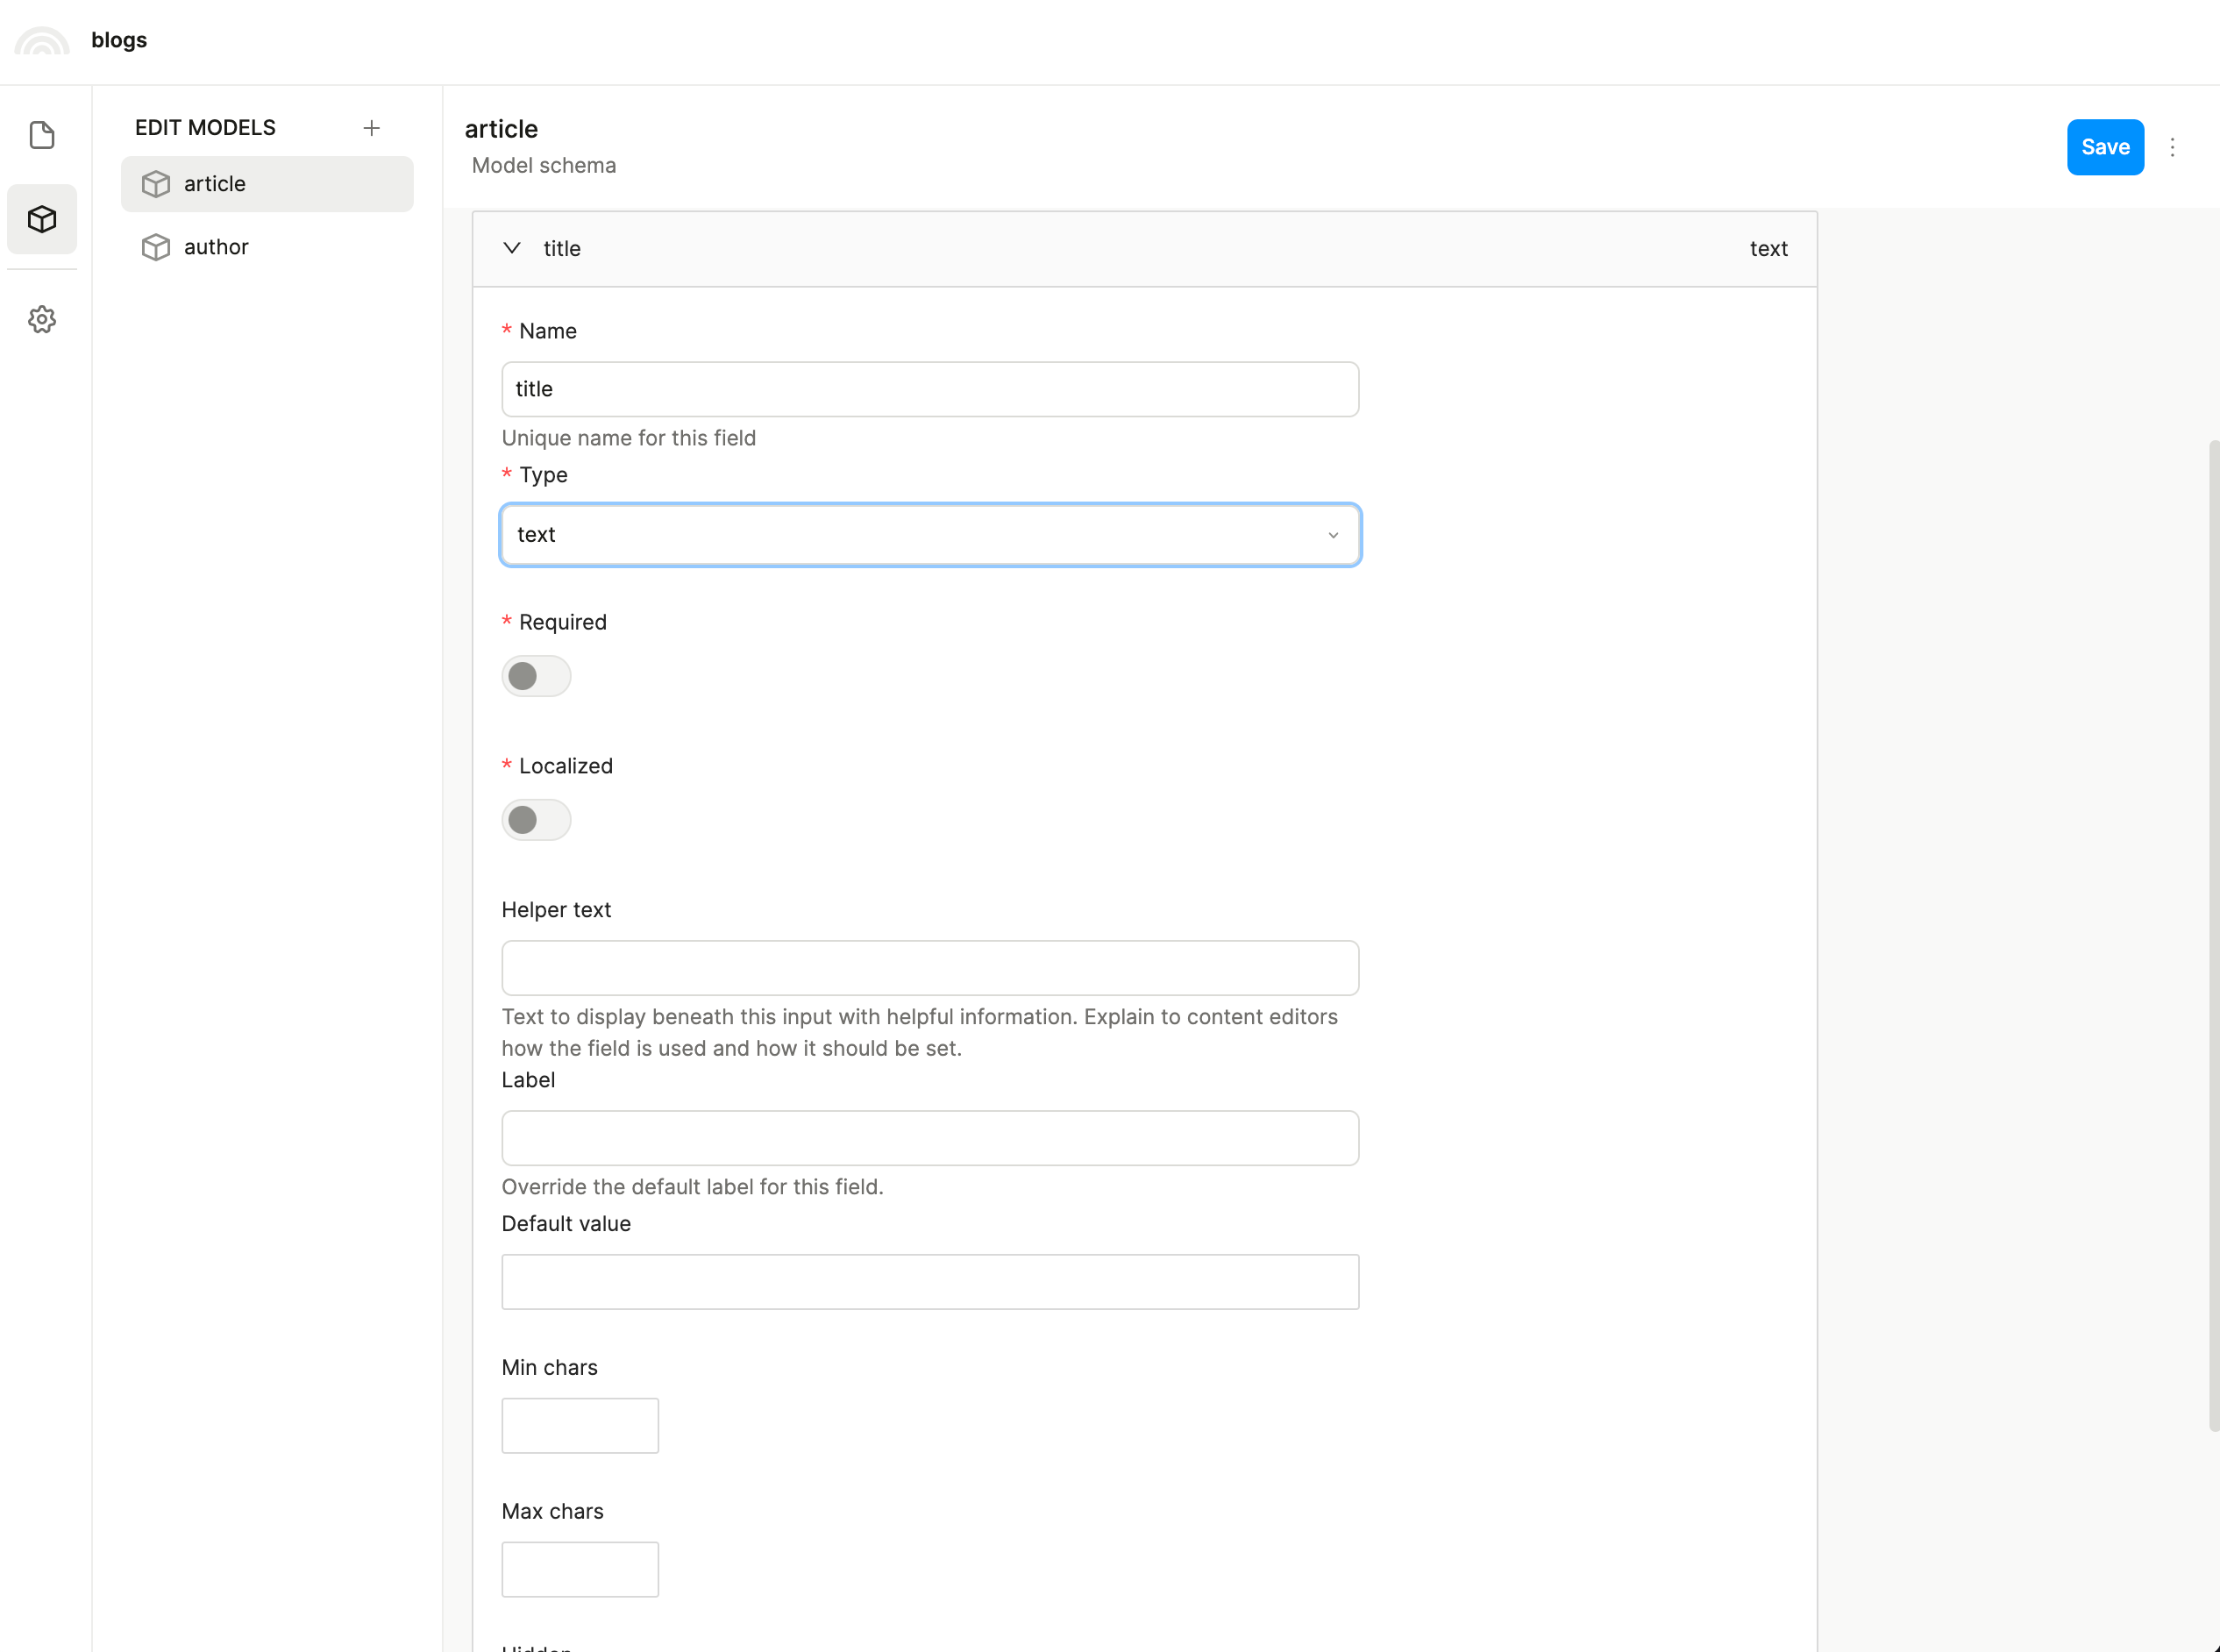 blogs
EDIT MODELS
article
author
article
Model schema
Save
title
text
* Name
title
Unique name for this field
* Type
text
* Required
* Localized
Helper text
Text to display beneath this input with helpful information. Explain to content editors
how the field is used and how it should be set.
Label
Override the default label for this field.
Default value
Min chars
Max chars
Hidden